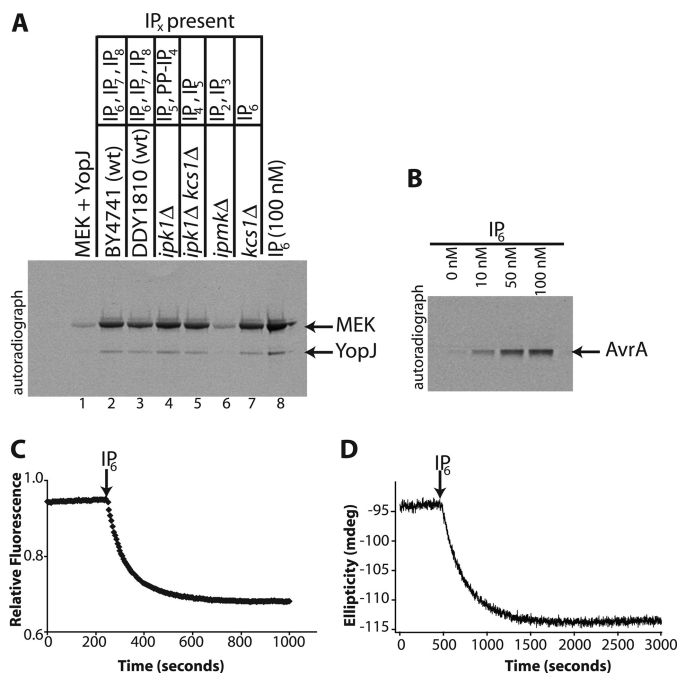 A
IPx present
IP6, IP7, IP8
IP6, IP7, IP8
IP5, PP-IP4
IP4, IP5
IP2, IP3
IP6
MEK + YopJ
BY4741 (wt)
DDY1810 (wt)
ipk1Δ
ipk1Δ kcs1Δ
ipmkΔ
kcs1Δ
IP6 (100 nM)
autoradiograph
MEK
YopJ
1 2 3 4 5 6 7 8
B
IP6
0 nM
10 nM
50 nM
100 nM
autoradiograph
AvrA
C
IP6
Relative Fluorescence
1.0
0.8
0.6
0 200 400 600 800 1000
Time (seconds)
D
IP6
Ellipticity (mdeg)
-95
-100
-105
-110
-115
0 500 1000 1500 2000 2500 3000
Time (seconds)